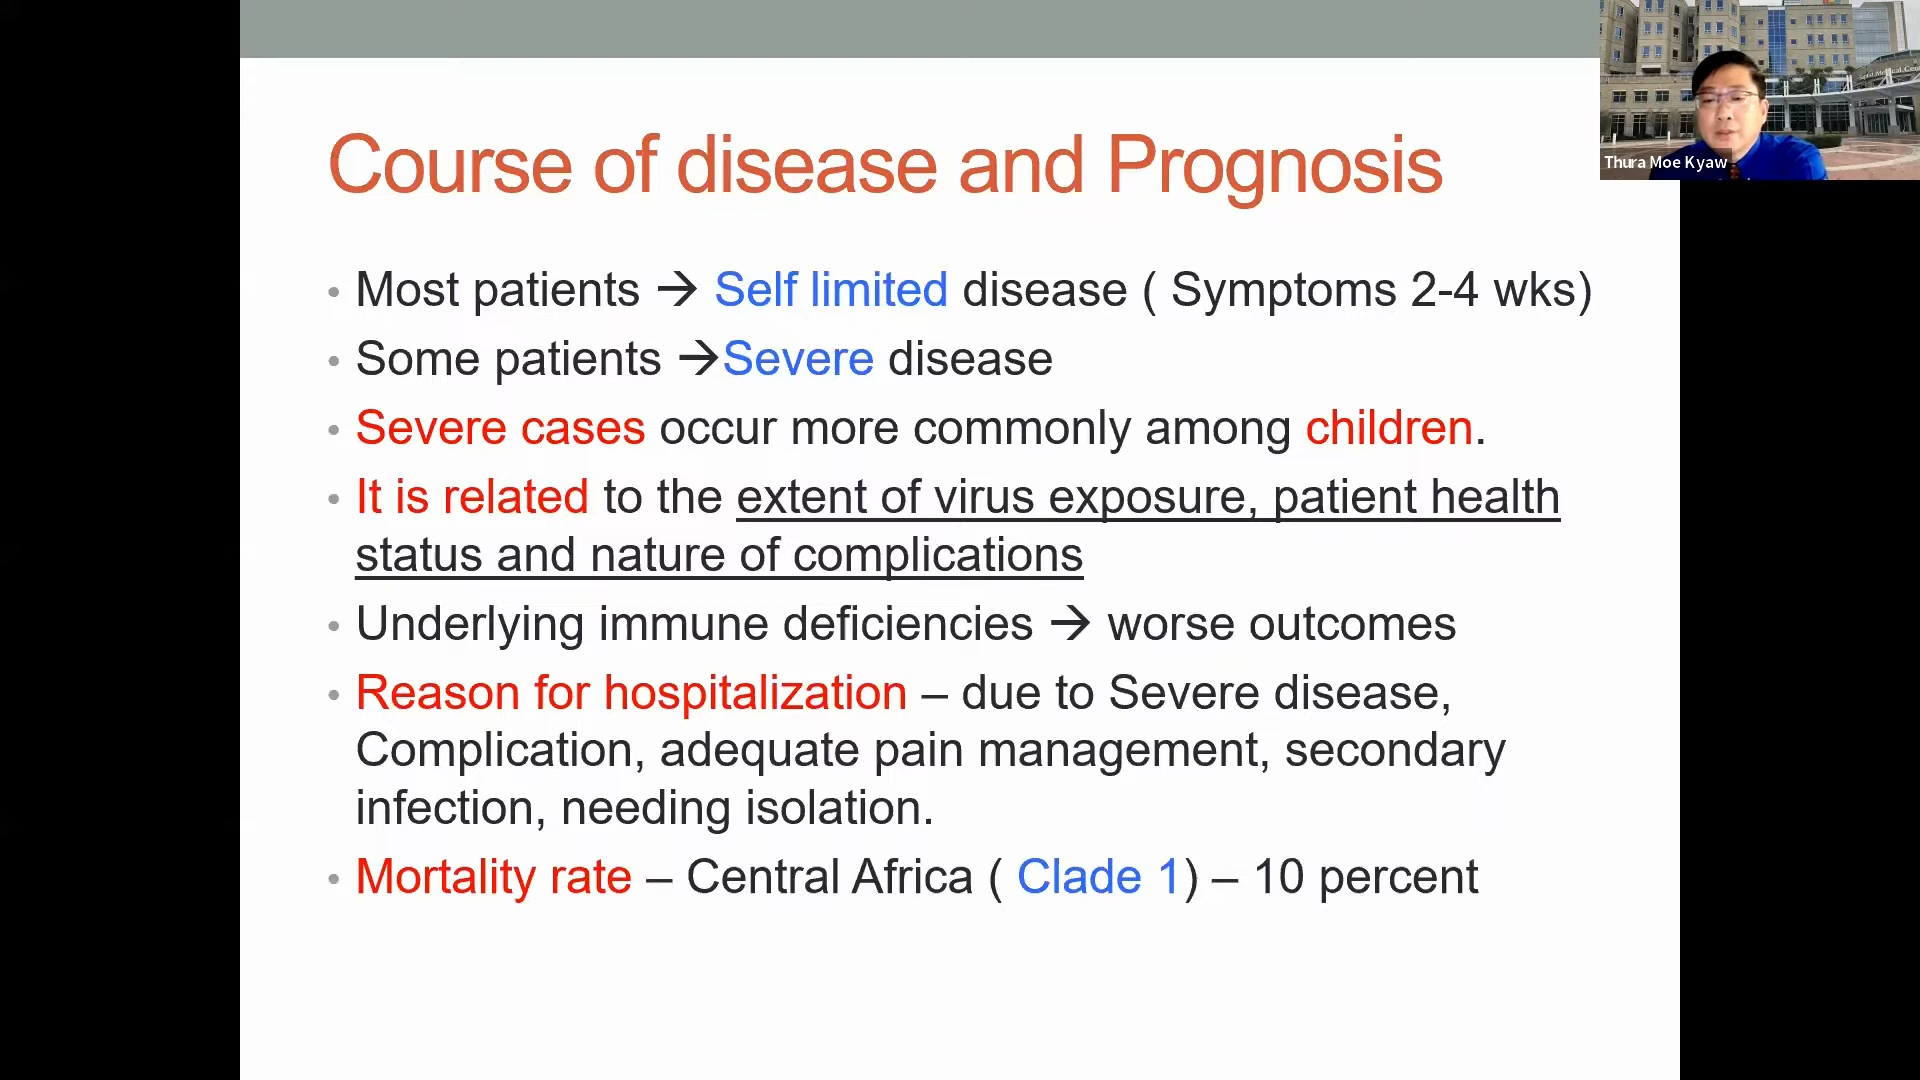 Course of disease and Prognosis
• Most patients → Self limited disease ( Symptoms 2-4 wks)
• Some patients →Severe disease
• Severe cases occur more commonly among children.
• It is related to the extent of virus exposure, patient health
status and nature of complications
• Underlying immune deficiencies → worse outcomes
• Reason for hospitalization – due to Severe disease,
Complication, adequate pain management, secondary
infection, needing isolation.
• Mortality rate – Central Africa ( Clade 1) – 10 percent
Thura Moe Kyaw